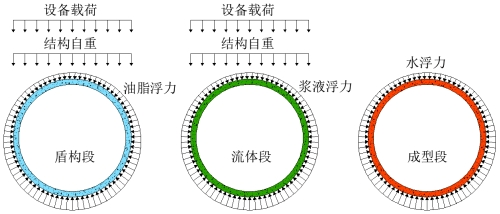 设备载荷
结构自重
油脂浮力
盾构段
设备载荷
结构自重
浆液浮力
流体段
水浮力
成型段